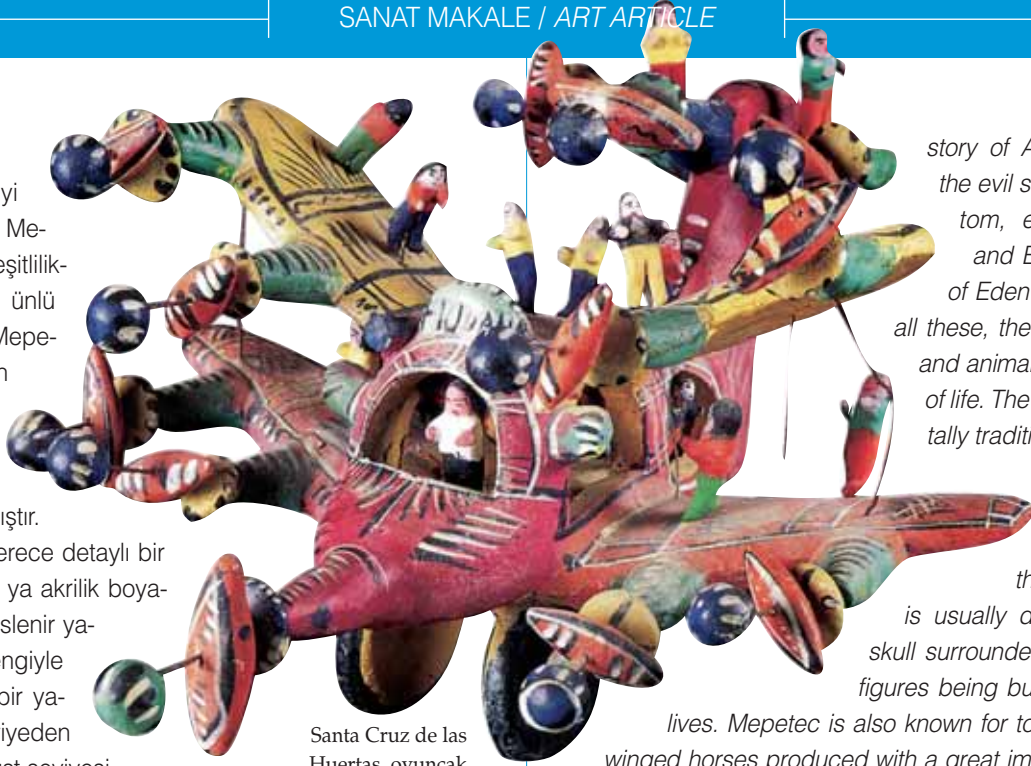 SANAT MAKALE / ART ARTICLE
yi
Me-
eşitlilik-
ünlü
Mepe-
n
ıştır.
erece detaylı bir
ya akrilik boya-
slenir ya-
engiyle
bir ya-
iyeden
Santa Cruz de las
Huertas oyuncak
story of A
the evil s
tom, e
and E
of Eden
all these, the
and animal
of life. The
tally traditi
th
is usually d
skull surrounde
figures being bu
lives. Mepetec is also known for to
winged horses produced with a great im